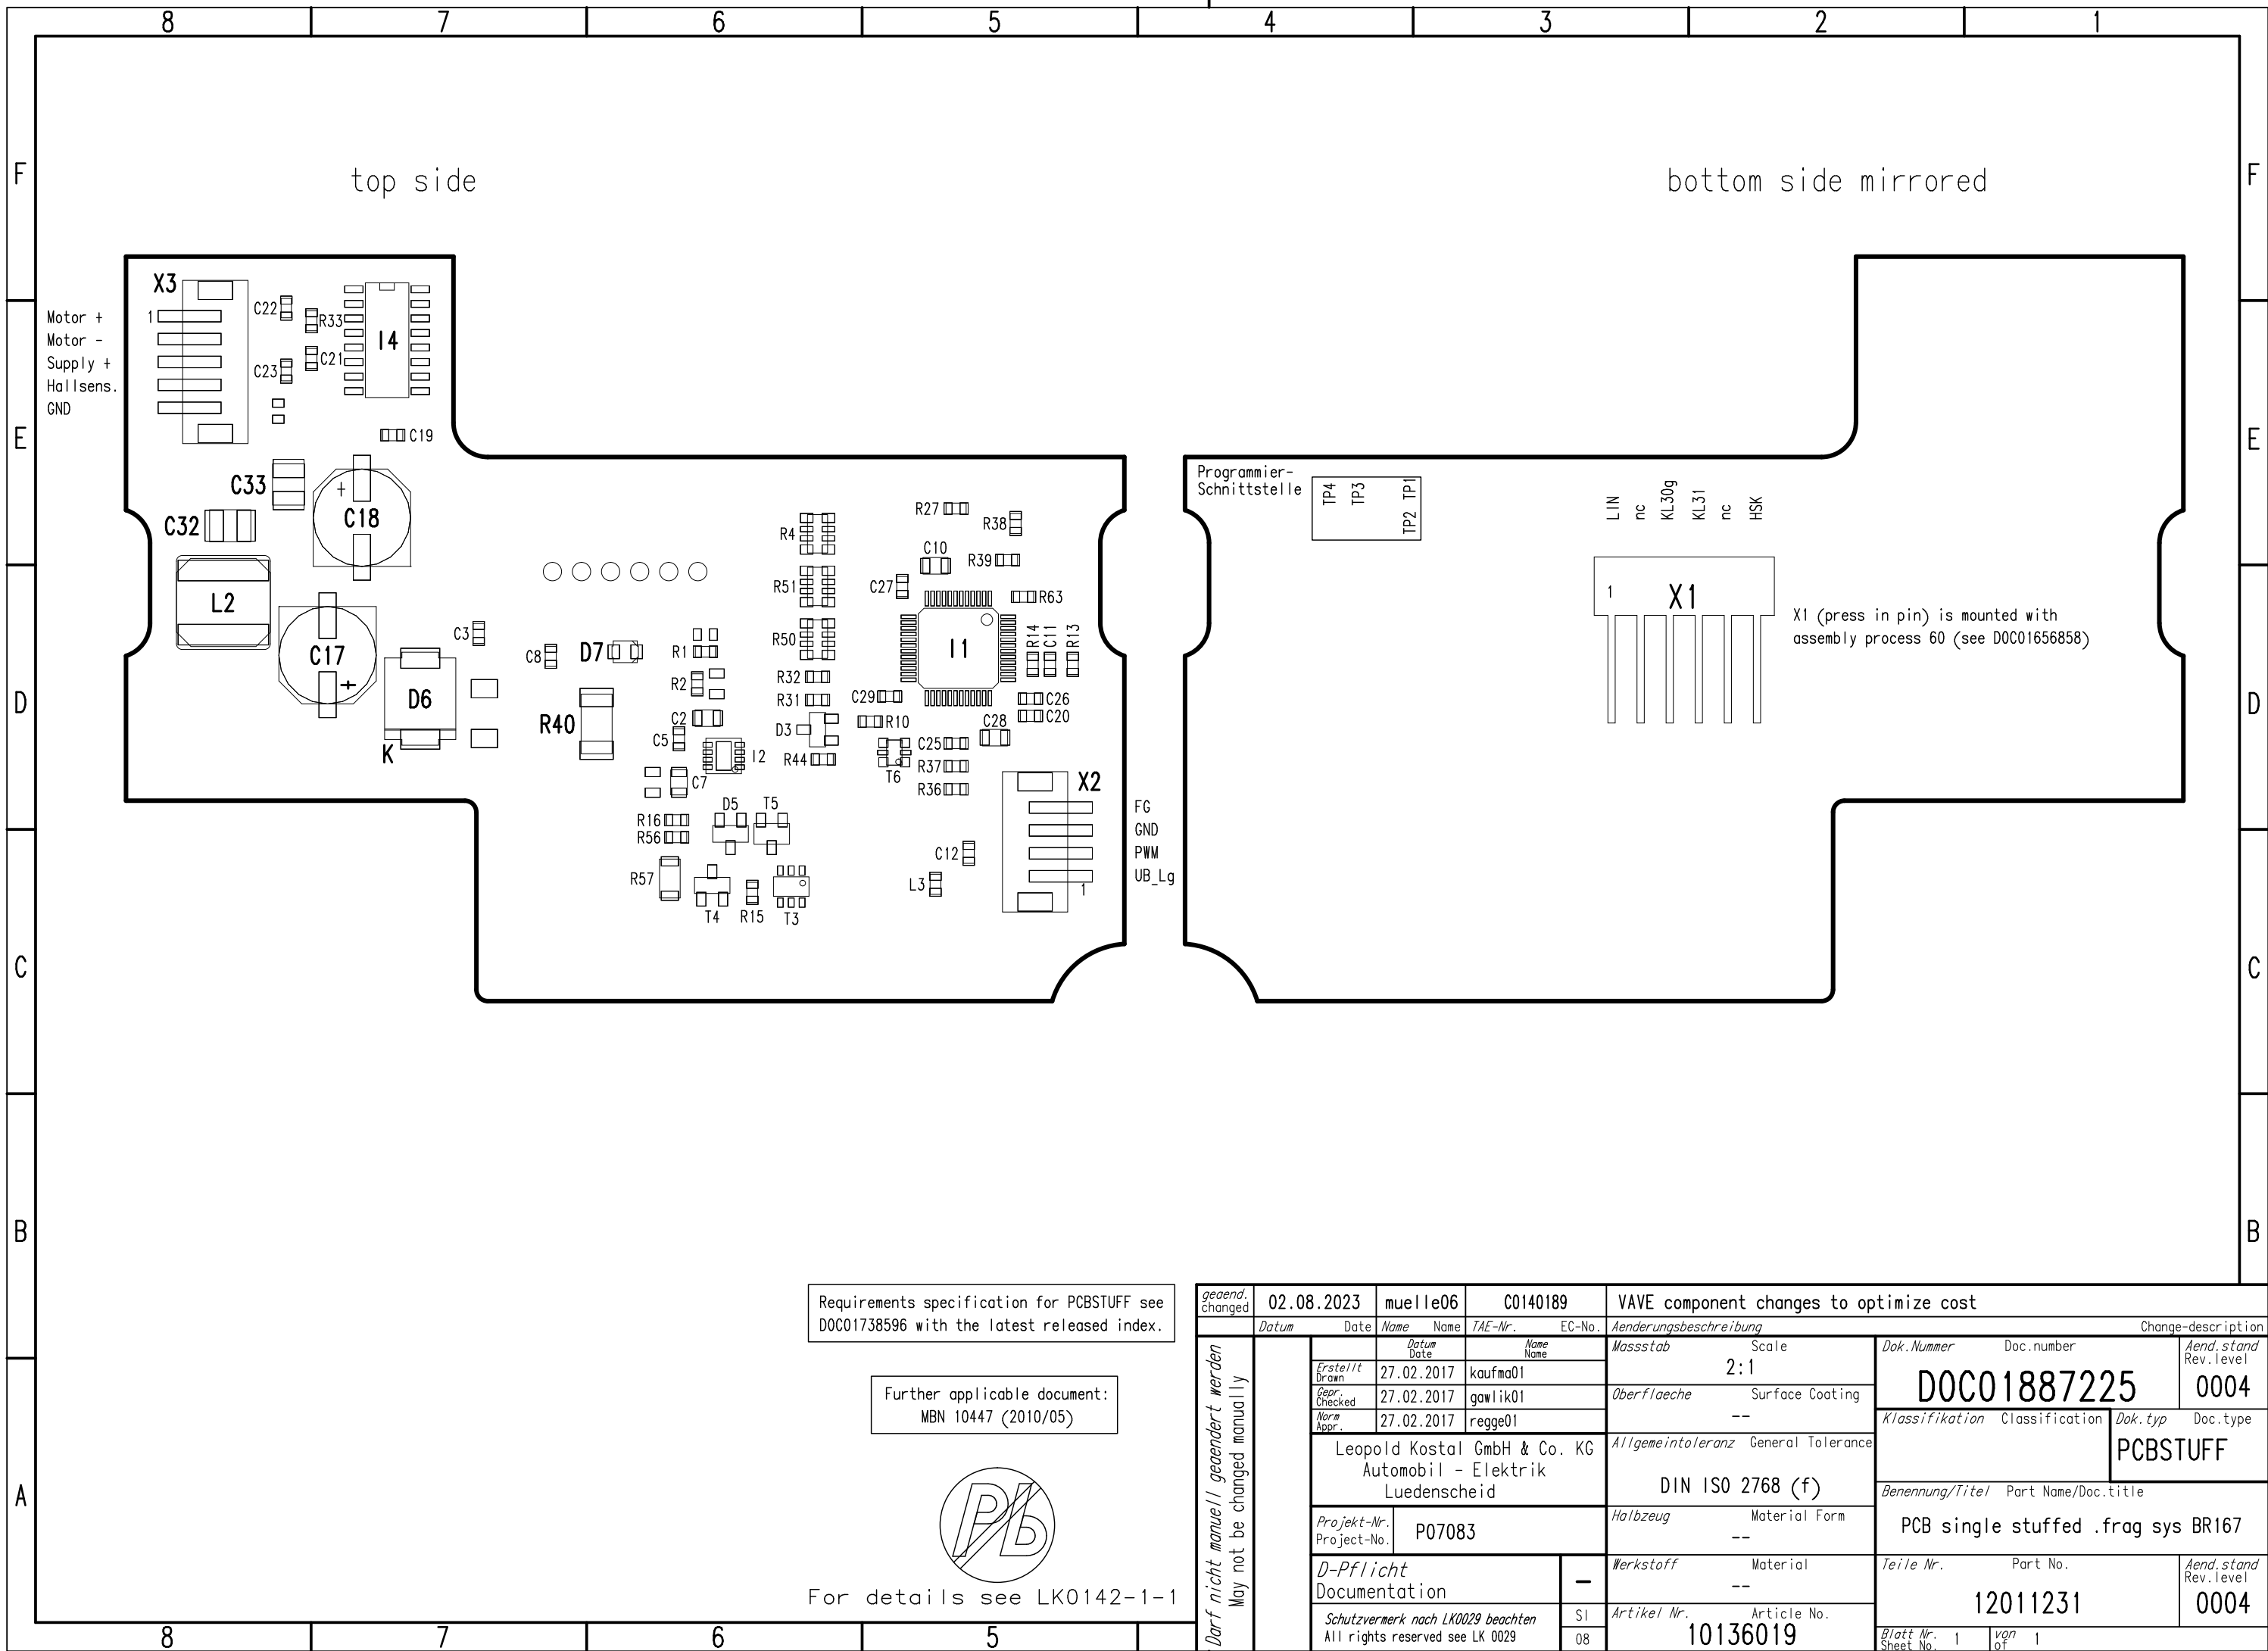 8 7 6 5 4 3 2 1
F
F
top side
bottom side mirrored
X3
Motor +
Motor -
Supply +
Hallsens.
GND
1
C22
R33
I4
C23
C21
C19
E
E
C33
C18
+
C32
L2
C17
+
C3
D6
K
C8
D7
R40
R4
R51
R50
R1
R2
C2
C5
I2
C7
R32
R31
D3
R44
R27
R38
C10
R39
C27
R63
I1
R14
C11
R13
C29
R10
C26
C20
C28
C25
R37
R36
T6
X2
FG
GND
PWM
UB_Lg
1
D5
T5
R16
R56
R57
T4
R15
T3
C12
L3
Programmier-
Schnittstelle
TP4
TP3
TP2 TP1
LIN
nc
KL30g
KL31
nc
HSK
1
X1
X1 (press in pin) is mounted with
assembly process 60 (see DOC01656858)
D
D
C
C
B
B
A
Requirements specification for PCBSTUFF see
DOC01738596 with the latest released index.
Further applicable document:
MBN 10447 (2010/05)
Pb
For details see LK0142-1-1
geaend.
changed
02.08.2023 muelle06 C0140189 VAVE component changes to optimize cost
Datum Date Name Name TAE-Nr. EC-No. Aenderungsbeschreibung Change-description
Darf nicht manuell geaendert werden
May not be changed manually
Datum
Date
Name
Name
Erstellt
Drawn
27.02.2017 kaufma01
Gepr.
Checked
27.02.2017 gawlik01
Norm
Appr.
27.02.2017 regge01
Leopold Kostal GmbH & Co. KG
Automobil - Elektrik
Luedenscheid
Projekt-Nr.
Project-No.
P07083
D-Pflicht
Documentation
-
Schutzvermerk nach LK0029 beachten
All rights reserved see LK 0029
SI
08
Massstab Scale
2:1
Oberflaeche Surface Coating
--
Allgemeintoleranz General Tolerance
DIN ISO 2768 (f)
Halbzeug Material Form
--
Werkstoff Material
--
Artikel Nr. Article No.
10136019
Dok.Nummer Doc.number
DOC01887225
Aend.stand
Rev.level
0004
Klassifikation Classification
Dok.typ Doc.type
PCBSTUFF
Benennung/Titel Part Name/Doc.title
PCB single stuffed .frag sys BR167
Teile Nr. Part No.
12011231
Aend.stand
Rev.level
0004
Blatt Nr.
Sheet No.
1
von
of
1
8 7 6 5